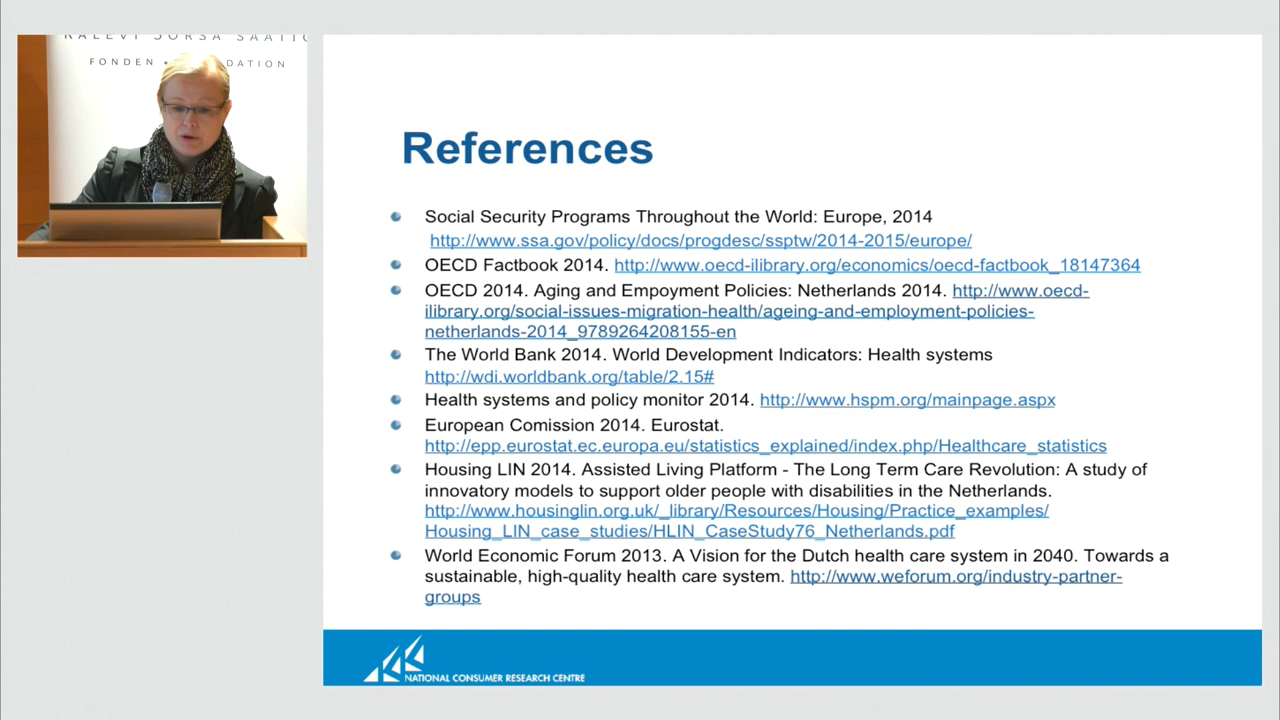 KALEVI SORSA SÄÄTIÖ
FONDEN • DATION
References
Social Security Programs Throughout the World: Europe, 2014
http://www.ssa.gov/policy/docs/progdesc/ssptw/2014-2015/europe/
OECD Factbook 2014. http://www.oecd-ilibrary.org/economics/oecd-factbook_18147364
OECD 2014. Aging and Empoyment Policies: Netherlands 2014. http://www.oecd-
ilibrary.org/social-issues-migration-health/ageing-and-employment-policies-
netherlands-2014_9789264208155-en
The World Bank 2014. World Development Indicators: Health systems
http://wdi.worldbank.org/table/2.15#
Health systems and policy monitor 2014. http://www.hspm.org/mainpage.aspx
European Comission 2014. Eurostat.
http://epp.eurostat.ec.europa.eu/statistics_explained/index.php/Healthcare_statistics
Housing LIN 2014. Assisted Living Platform - The Long Term Care Revolution: A study of
innovatory models to support older people with disabilities in the Netherlands.
http://www.housinglin.org.uk/_library/Resources/Housing/Practice_examples/
Housing_LIN_case_studies/HLIN_CaseStudy76_Netherlands.pdf
World Economic Forum 2013. A Vision for the Dutch health care system in 2040. Towards a
sustainable, high-quality health care system. http://www.weforum.org/industry-partner-
groups
NATIONAL CONSUMER RESEARCH CENTRE